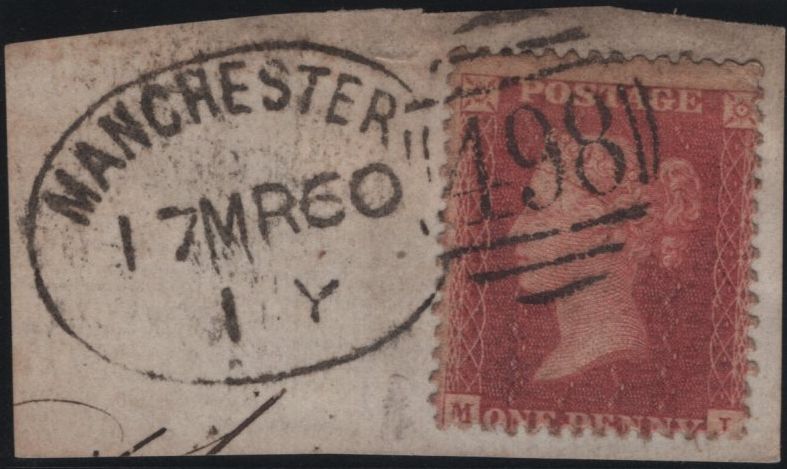 MANCHESTER
17MR60
1 Y
498
POSTAGE
M ONE PENNY